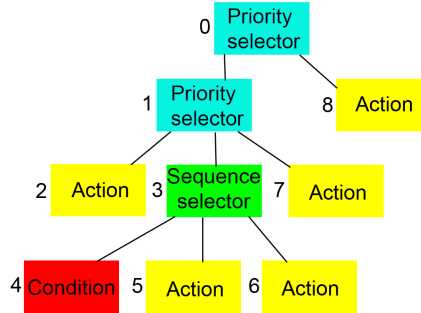 0 Priority
selector
1 Priority
selector
8 Action
2 Action
3 Sequence
selector
7 Action
4 Condition
5 Action
6 Action